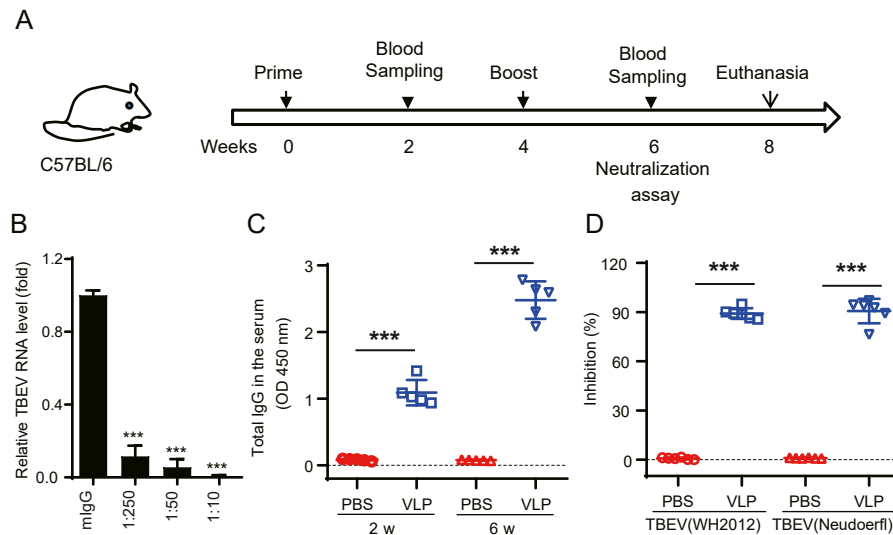 A
Prime
Blood
Sampling
Boost
Blood
Sampling
Euthanasia
C57BL/6
Weeks 0 2 4 6 8
Neutralization
assay
B
Relative TBEV RNA level (fold)
1.2
0.8
0.4
0.0
*** *** ***
mIgG 1:250 1:50 1:10
C
Total IgG in the serum
(OD 450 nm)
3
2
1
0
***
***
PBS VLP PBS VLP
2 w 6 w
D
Inhibition (%)
120
90
60
30
0
*** ***
PBS VLP PBS VLP
TBEV(WH2012) TBEV(Neudoerfl)